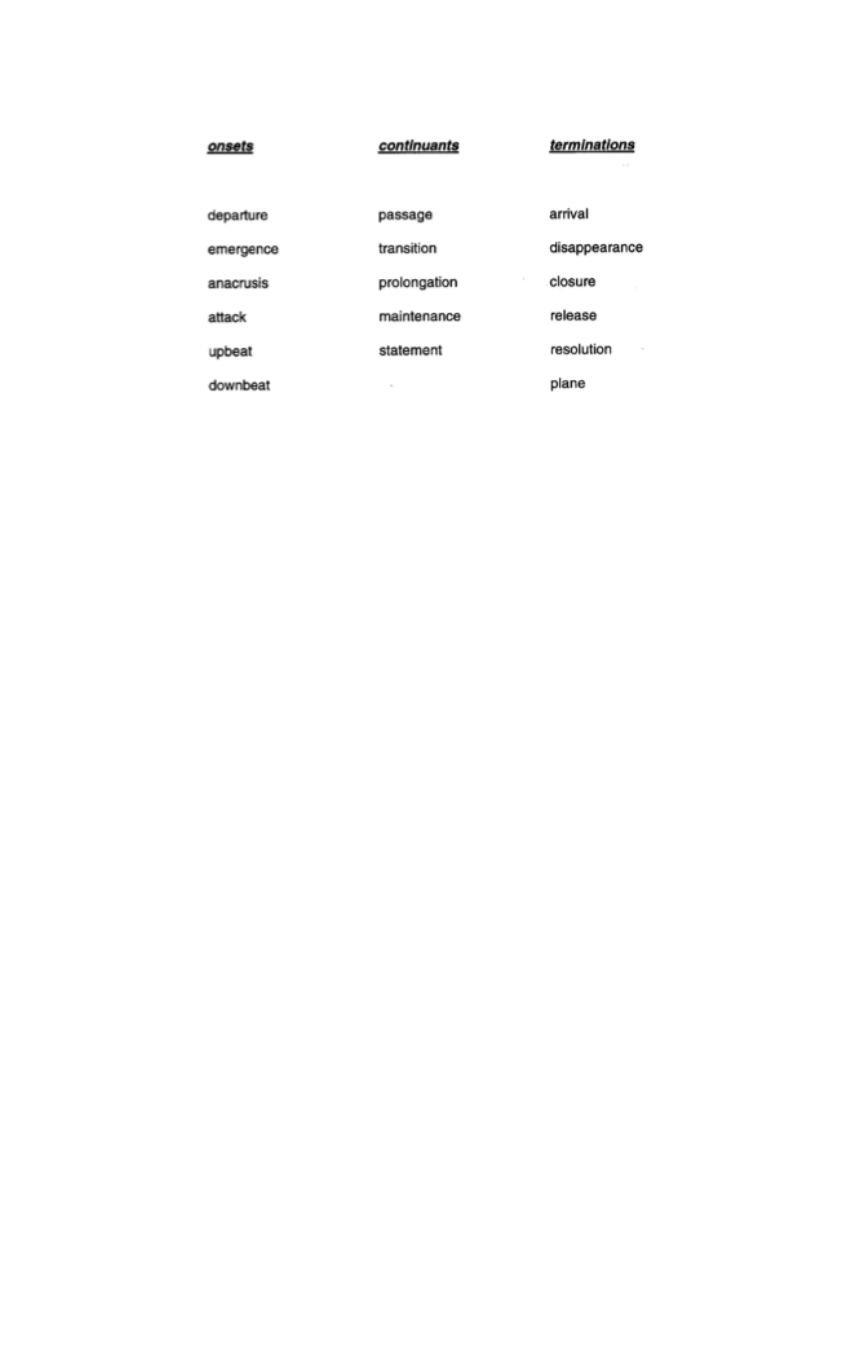 onsets continuants terminations
departure passage arrival
emergence transition disappearance
anacrusis prolongation closure
attack maintenance release
upbeat statement resolution
downbeat plane